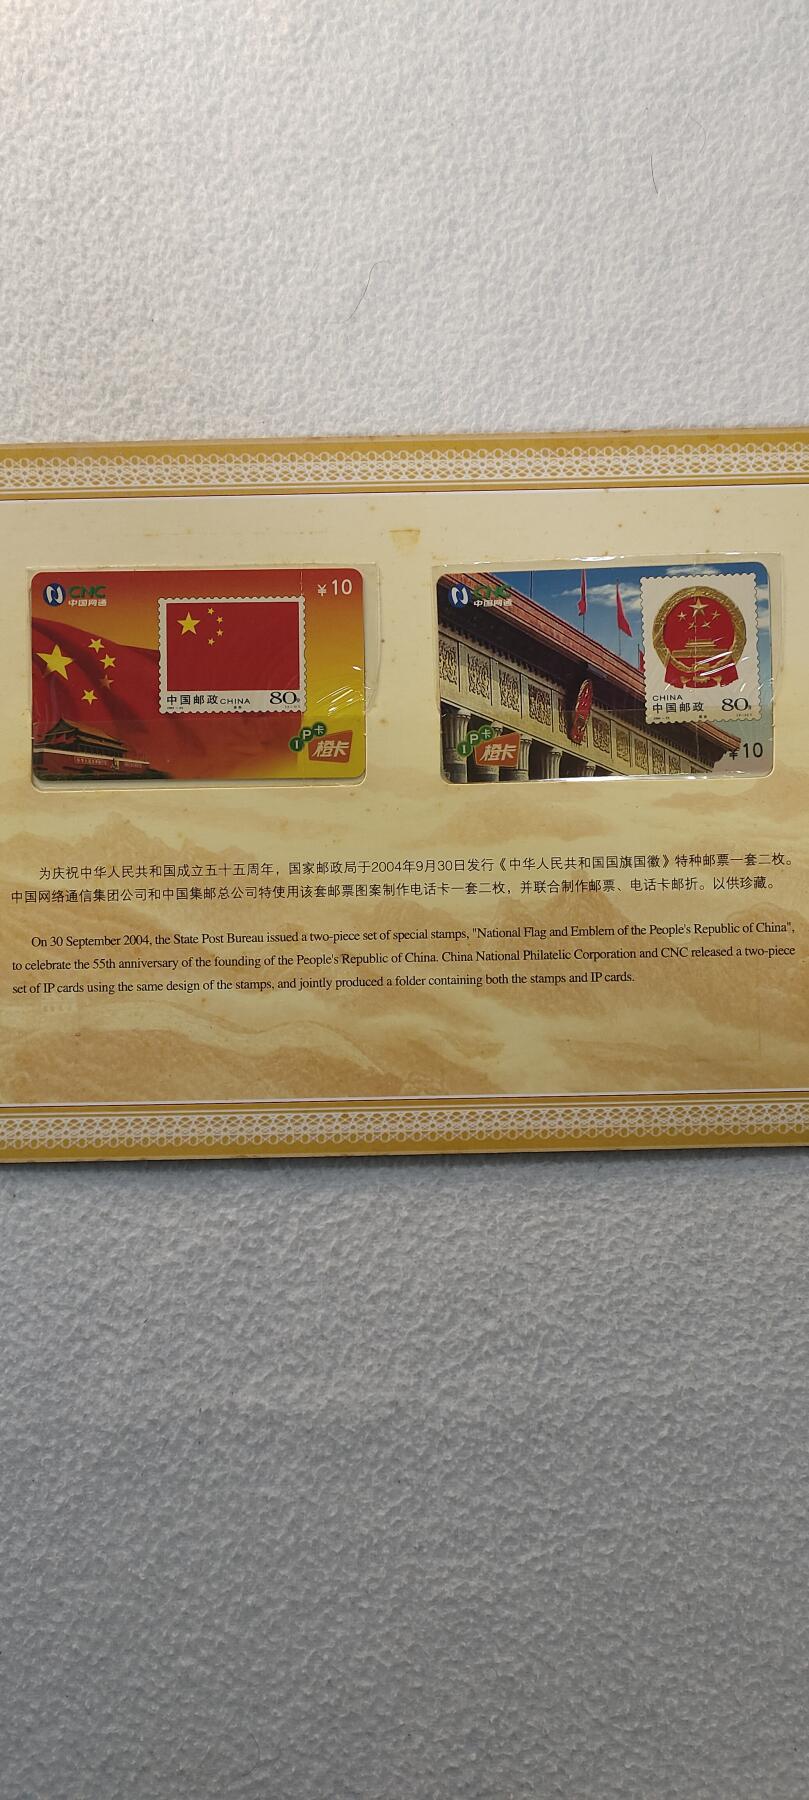 CNC
中国网通
¥10
中国邮政 CHINA
80
IP卡
橙卡
CNC
中国网通
CHINA
中国邮政 80
IP卡
橙卡
¥10
为庆祝中华人民共和国成立五十五周年，国家邮政局于2004年9月30日发行《中华人民共和国国旗国徽》特种邮票一套二枚。
中国网络通信集团公司和中国集邮总公司特使用该套邮票图案制作电话卡一套二枚，并联合制作邮票、电话卡邮折。以供珍藏。
On 30 September 2004, the State Post Bureau issued a two-piece set of special stamps, "National Flag and Emblem of the People's Republic of China",
to celebrate the 55th anniversary of the founding of the People's Republic of China. China National Philatelic Corporation and CNC released a two-piece
set of IP cards using the same design of the stamps, and jointly produced a folder containing both the stamps and IP cards.